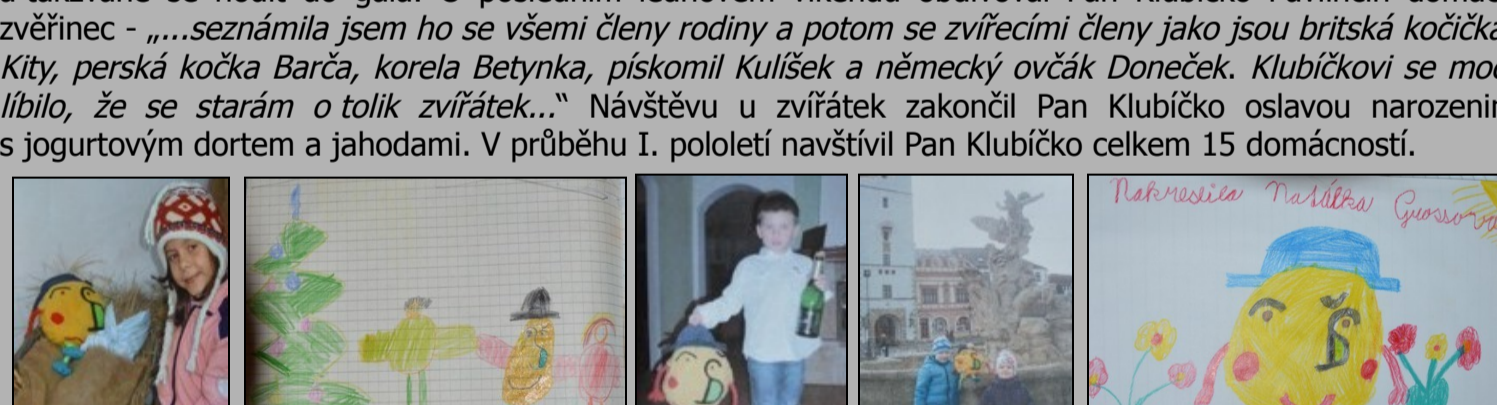 zvěřinec - „...seznámila jsem ho se všemi členy rodiny a potom se zvířecími členy jako jsou britská kočička
Kity, perská kočka Barča, korela Betynka, pískomil Kulíšek a německý ovčák Doneček. Klubíčkovi se moc
líbilo, že se starám o tolik zvířátek...“ Návštěvu u zvířátek zakončil Pan Klubíčko oslavou narozenin
s jogurtovým dortem a jahodami. V průběhu I. pololetí navštívil Pan Klubíčko celkem 15 domácností.
Nakreslila Natálka